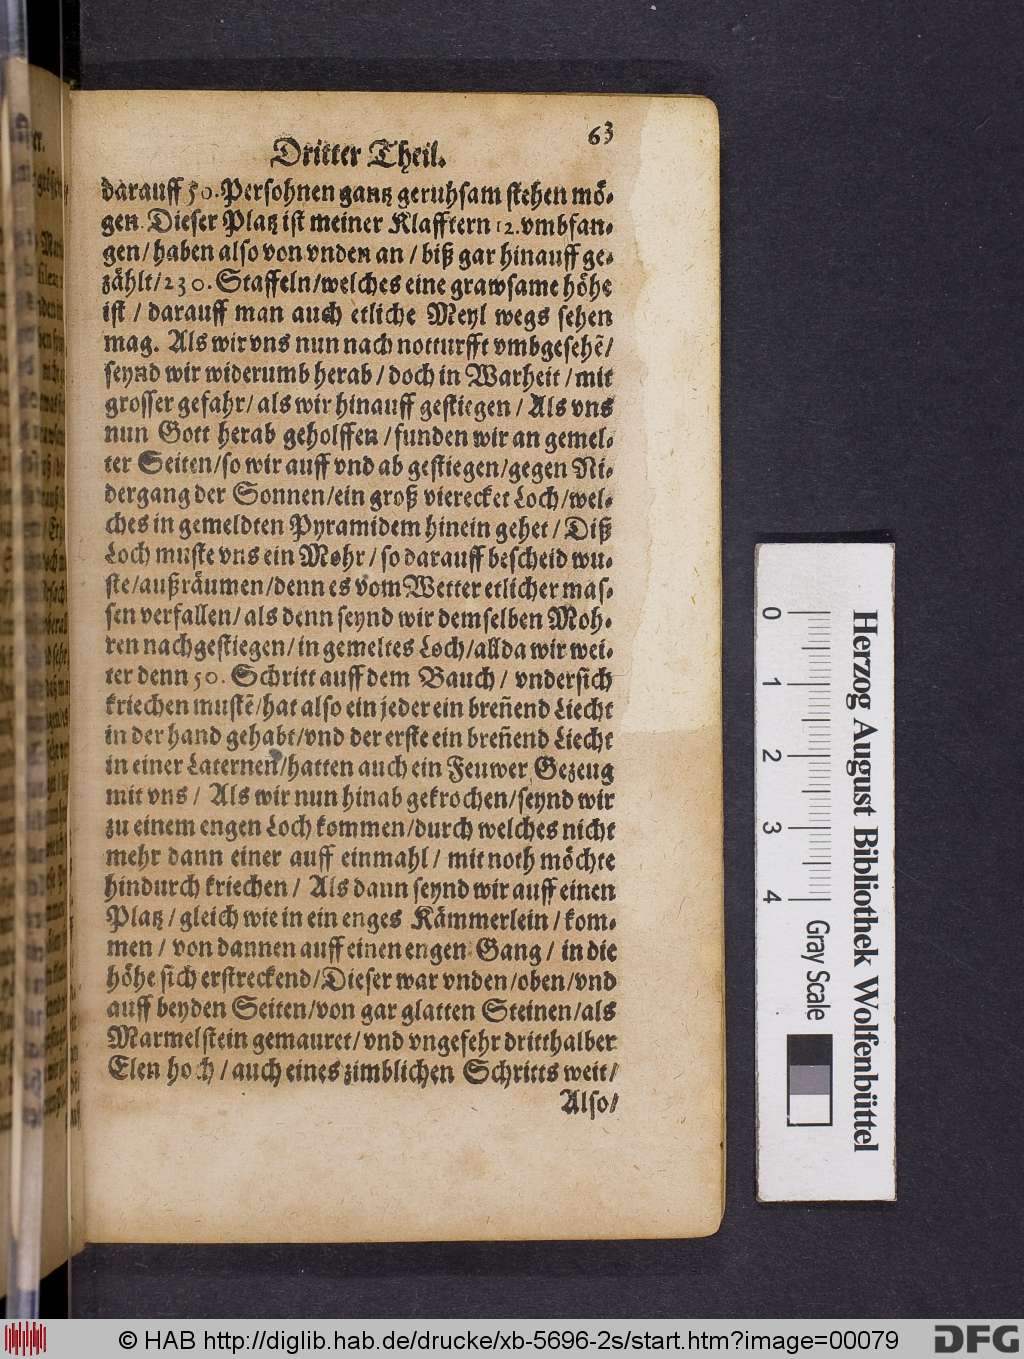 Dritter Theil. 63
darauff 50. Persohnen gantz geruhsam stehen mö-
gen. Dieser Platz ist meiner Klafftern 12. vmbfan-
gen/ haben also von vnden an / biß gar hinauff ge-
zählt/230. Staffeln/welches eine grawsame höhe
ist / darauff man auch etliche Meyl wegs sehen
mag. Als wir vns nun nach notturfft vmbgesehẽ/
seynd wir widerumb herab / doch in Warheit / mit
grosser gefahr/ als wir hinauff gestiegen / Als vns
nun Gott herab geholffen / funden wir an gemel-
ter Seiten/so wir auff vnd ab gestiegen/gegen Ni-
dergang der Sonnen/ein groß vierecket Loch/wel-
ches in gemeldten Pyramidem hinein gehet / Diß
Loch muste vns ein Mohr / so darauff bescheid wu-
ste/außräumen/denn es vom Wetter etlicher mas-
sen verfallen/ als denn seynd wir demselben Moh-
ren nachgestiegen/ in gemeltes Loch/allda wir wei-
ter denn 50. Schritt auff dem Bauch / vndersich
kriechen mustẽ/hat also ein jeder ein breñend Liecht
in der hand gehabt/vnd der erste ein breñend Liecht
in einer Laternen/hatten auch ein Feuwer Gezeug
mit vns / Als wir nun hinab gekrochen/seynd wir
zu einem engen Loch kommen/durch welches nicht
mehr dann einer auff einmahl / mit noth möchte
hindurch kriechen / Als dann seynd wir auff einen
Platz / gleich wie in ein enges Kämmerlein / kom-
men / von dannen auff einen engen Gang / in die
höhe sich erstreckend/Dieser war vnden/oben/vnd
auff beyden Seiten/von gar glatten Steinen/als
Marmelstein gemauret/ vnd vngefehr dritthalber
Elen hoch / auch eines zimblichen Schritts weit/
Also/
Herzog August Bibliothek Wolfenbüttel
0 1 2 3 4 Gray Scale
© HAB http://diglib.hab.de/drucke/xb-5696-2s/start.htm?image=00079
DFG